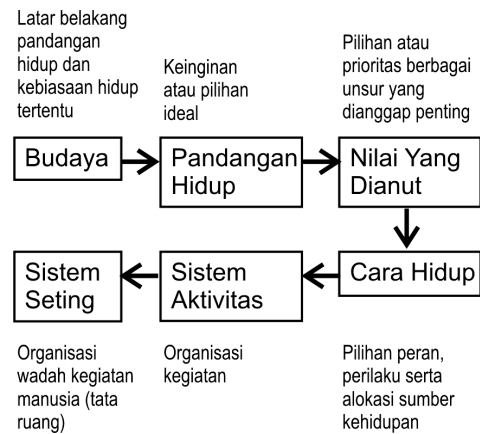 Latar belakang
pandangan
hidup dan
kebiasaan hidup
tertentu
Keinginan
atau pilihan
ideal
Pilihan atau
prioritas berbagai
unsur yang
dianggap penting
Budaya
Pandangan
Hidup
Nilai Yang
Dianut
Sistem
Seting
Sistem
Aktivitas
Cara Hidup
Organisasi
wadah kegiatan
manusia (tata
ruang)
Organisasi
kegiatan
Pilihan peran,
perilaku serta
alokasi sumber
kehidupan